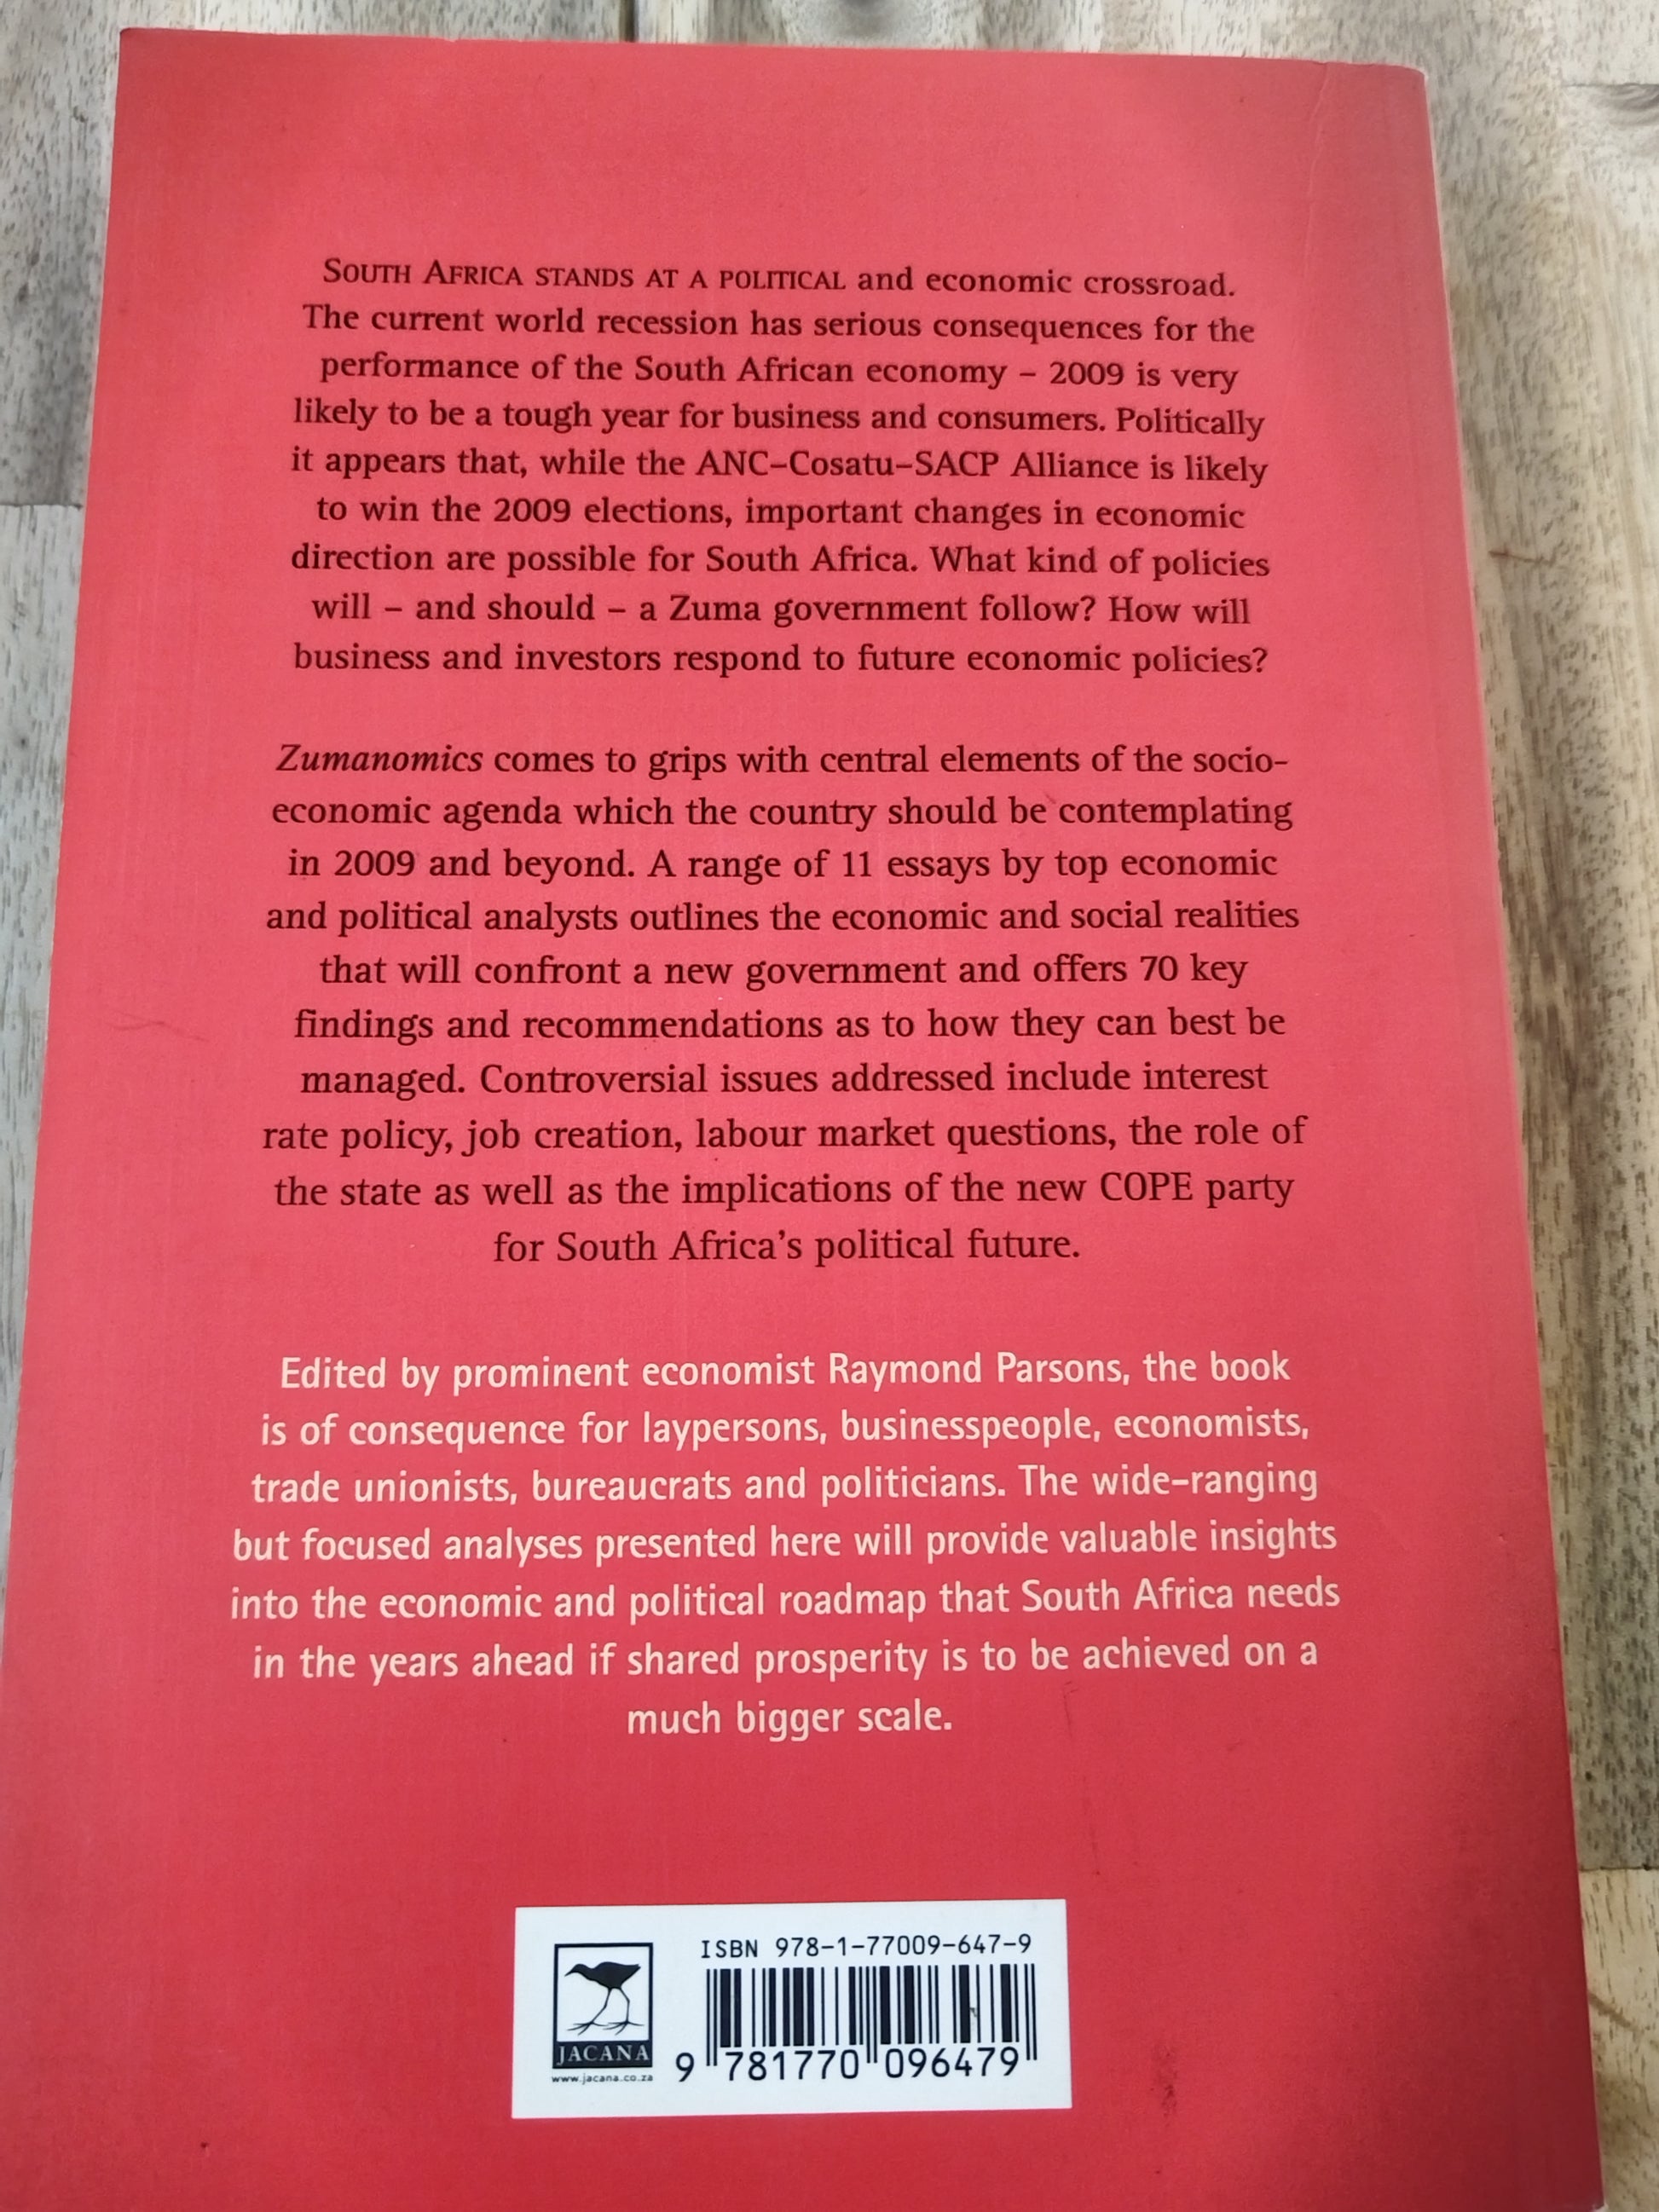 SOUTH AFRICA STANDS AT A POLITICAL and economic crossroad.
The current world recession has serious consequences for the
performance of the South African economy – 2009 is very
likely to be a tough year for business and consumers. Politically
it appears that, while the ANC–Cosatu–SACP Alliance is likely
to win the 2009 elections, important changes in economic
direction are possible for South Africa. What kind of policies
will – and should – a Zuma government follow? How will
business and investors respond to future economic policies?
Zumanomics comes to grips with central elements of the socio-
economic agenda which the country should be contemplating
in 2009 and beyond. A range of 11 essays by top economic
and political analysts outlines the economic and social realities
that will confront a new government and offers 70 key
findings and recommendations as to how they can best be
managed. Controversial issues addressed include interest
rate policy, job creation, labour market questions, the role of
the state as well as the implications of the new COPE party
for South Africa's political future.
Edited by prominent economist Raymond Parsons, the book
is of consequence for laypersons, businesspeople, economists,
trade unionists, bureaucrats and politicians. The wide-ranging
but focused analyses presented here will provide valuable insights
into the economic and political roadmap that South Africa needs
in the years ahead if shared prosperity is to be achieved on a
much bigger scale.
ISBN 978-1-77009-647-9
JACANA
www.jacana.co.za
9 781770 096479